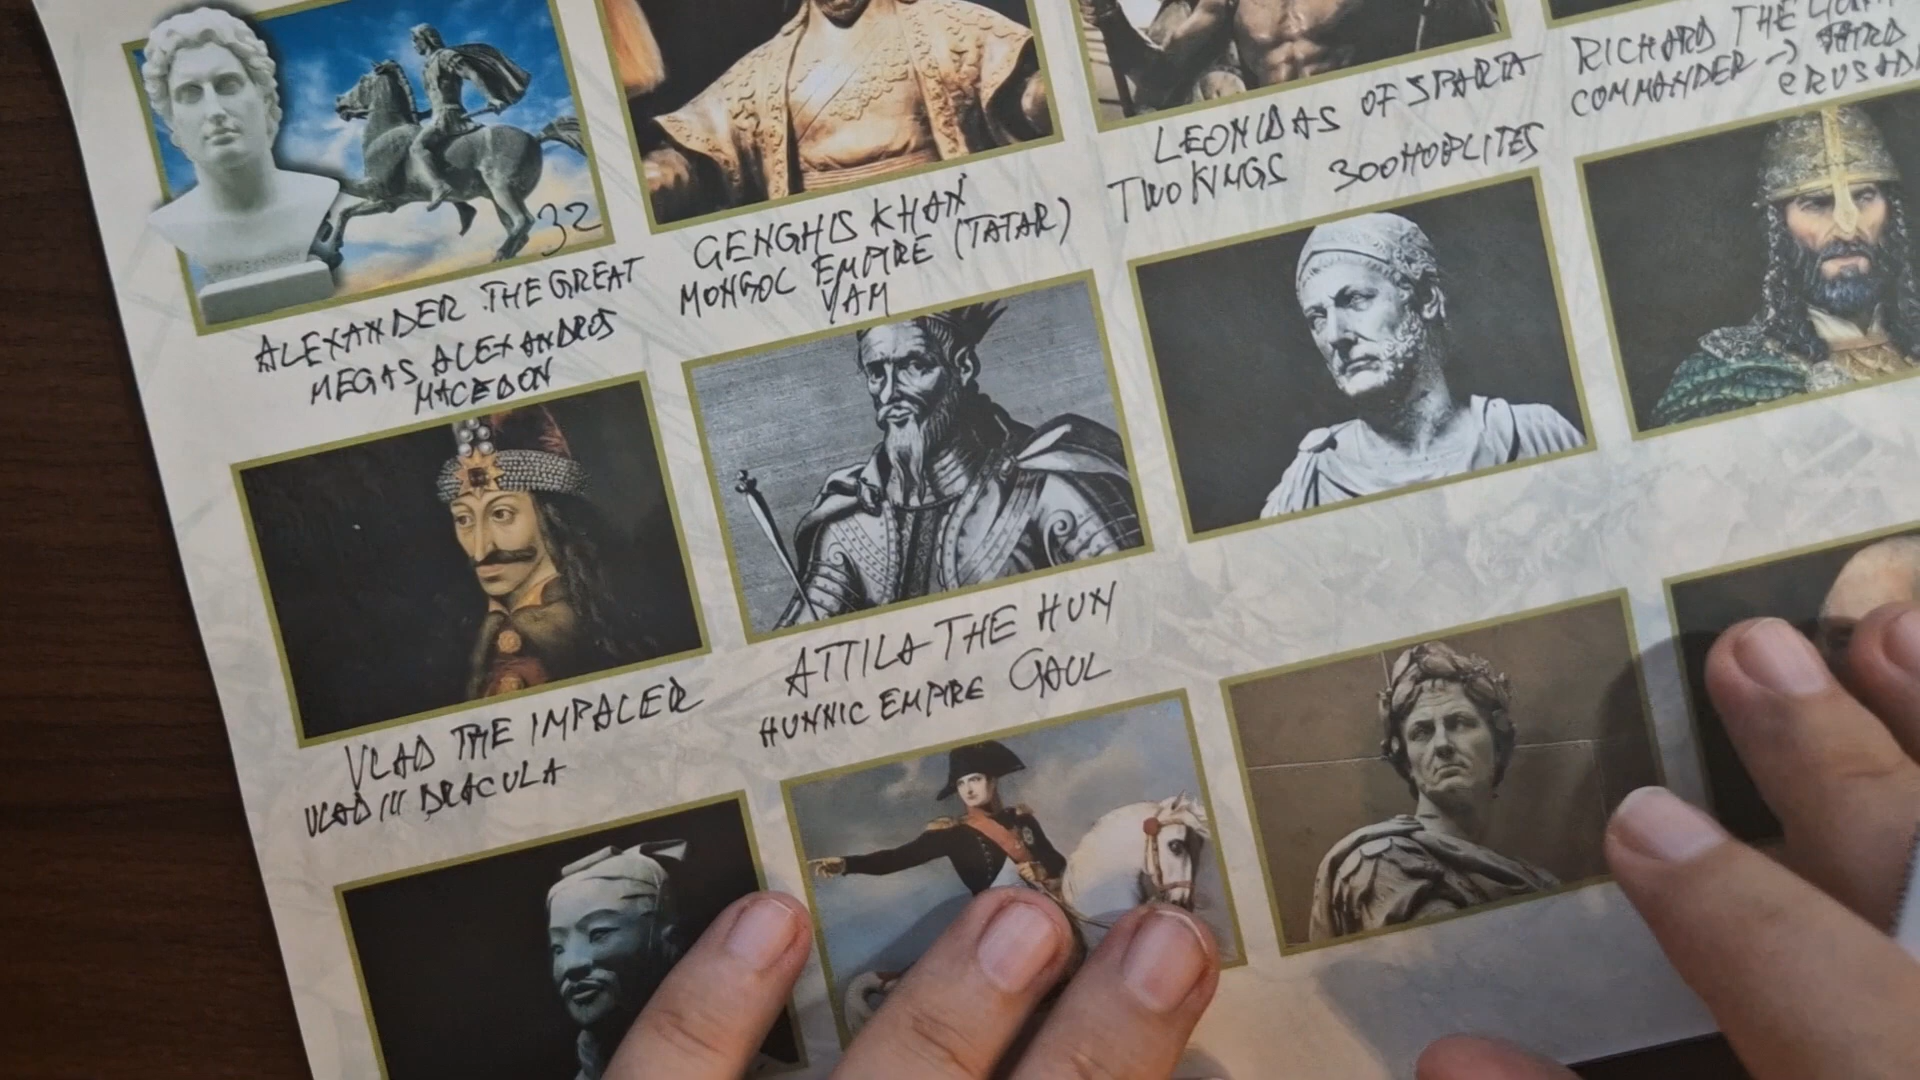 32
ALEXANDER THE GREAT
MEGAS ALEXANDROS
MACEDON
GENGHIS KHAN
MONGOL EMPIRE (TATAR)
YAM
LEONIDAS OF SPARTA
TWO KINGS 300 HOPLITES
RICHARD THE
COMMANDER → THIRD
CRUSADE
VLAD THE IMPALER
VLAD III DRACULA
ATTILA THE HUN
HUNNIC EMPIRE GAUL